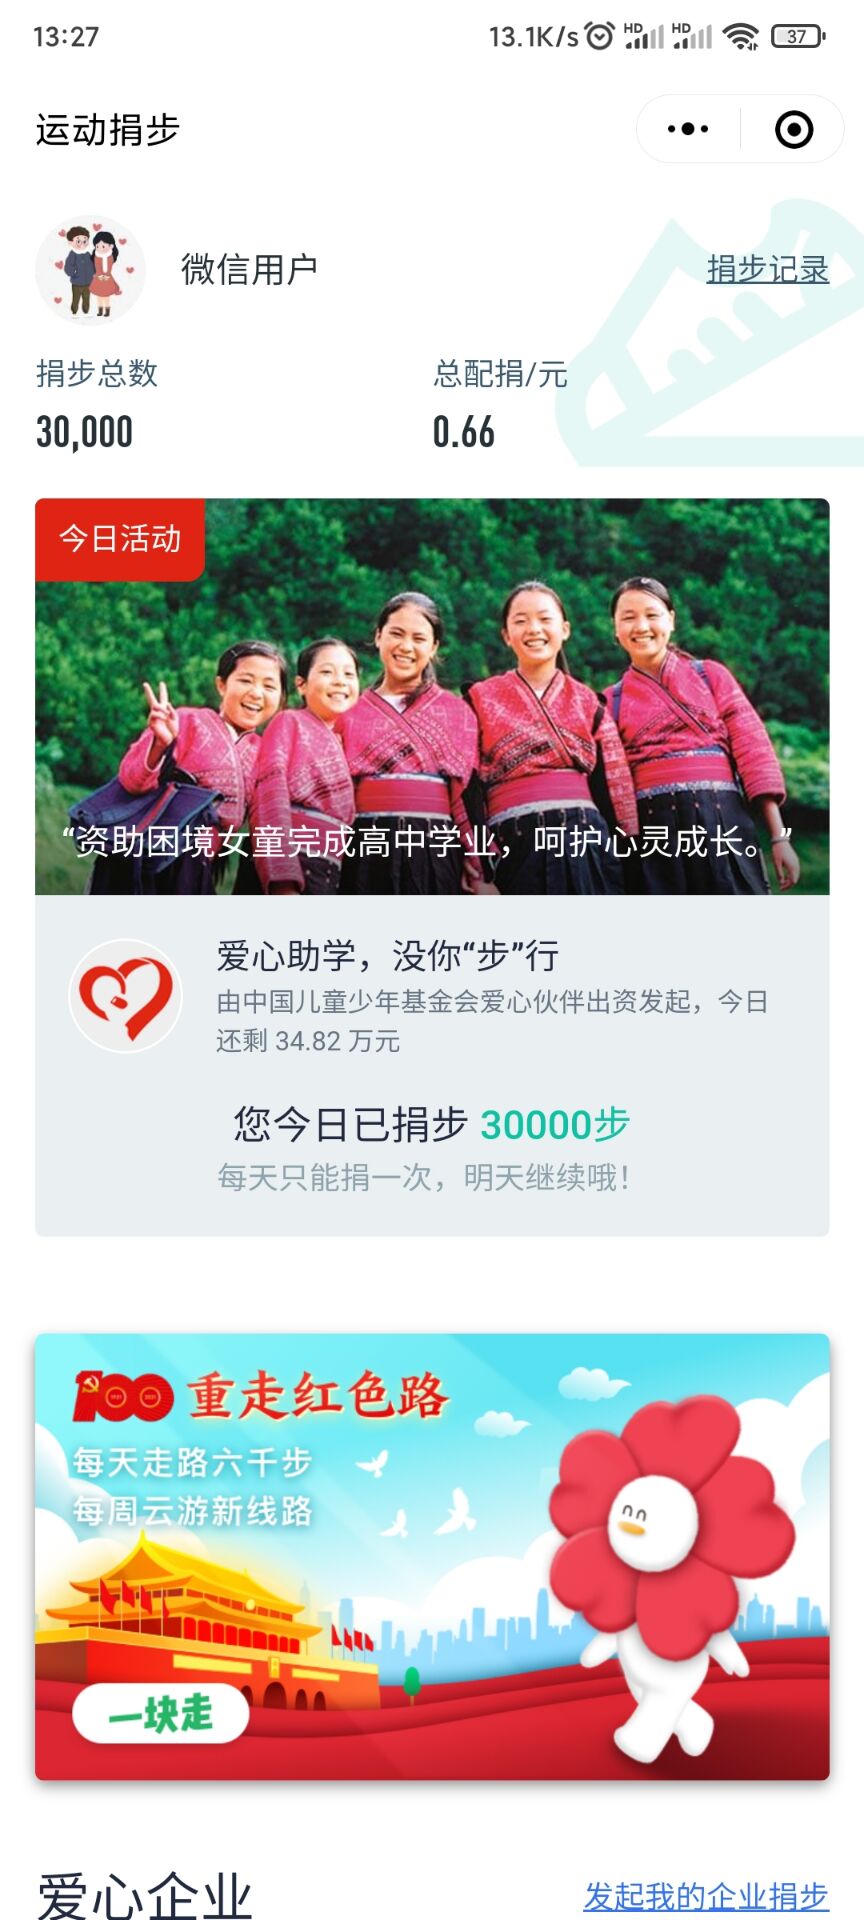 13:27
13.1K/s HD HD 37
运动捐步
微信用户
捐步记录
捐步总数
总配捐/元
30,000
0.66
今日活动
“资助困境女童完成高中学业，呵护心灵成长。”
爱心助学，没你“步”行
由中国儿童少年基金会爱心伙伴出资发起，今日
还剩 34.82 万元
您今日已捐步 30000步
每天只能捐一次，明天继续哦！
100 重走红色路
每天走路六千步
每周云游新线路
一块走
爱心企业
发起我的企业捐步